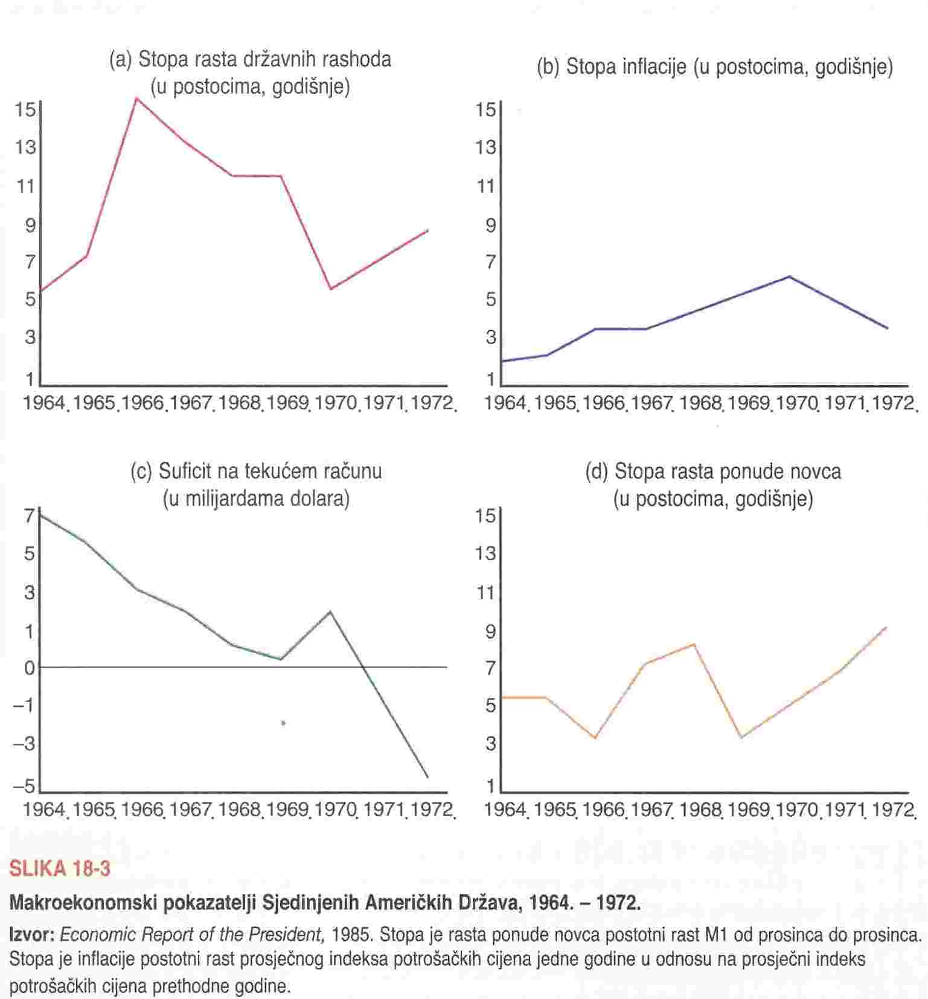 (a) Stopa rasta državnih rashoda
(u postocima, godišnje)
15
13
11
9
7
5
3
1
1964. 1965. 1966. 1967. 1968. 1969. 1970. 1971. 1972.
(b) Stopa inflacije (u postocima, godišnje)
15
13
11
9
7
5
3
1
1964. 1965. 1966. 1967. 1968. 1969. 1970. 1971. 1972.
(c) Suficit na tekućem računu
(u milijardama dolara)
7
5
3
1
0
–1
–3
–5
1964. 1965. 1966. 1967. 1968. 1969. 1970. 1971. 1972.
(d) Stopa rasta ponude novca
(u postocima, godišnje)
15
13
11
9
7
5
3
1
1964. 1965. 1966. 1967. 1968. 1969. 1970. 1971. 1972.
SLIKA 18-3
Makroekonomski pokazatelji Sjedinjenih Američkih Država, 1964. – 1972.
Izvor: Economic Report of the President, 1985. Stopa je rasta ponude novca postotni rast M1 od prosinca do prosinca.
Stopa je inflacije postotni rast prosječnog indeksa potrošačkih cijena jedne godine u odnosu na prosječni indeks
potrošačkih cijena prethodne godine.